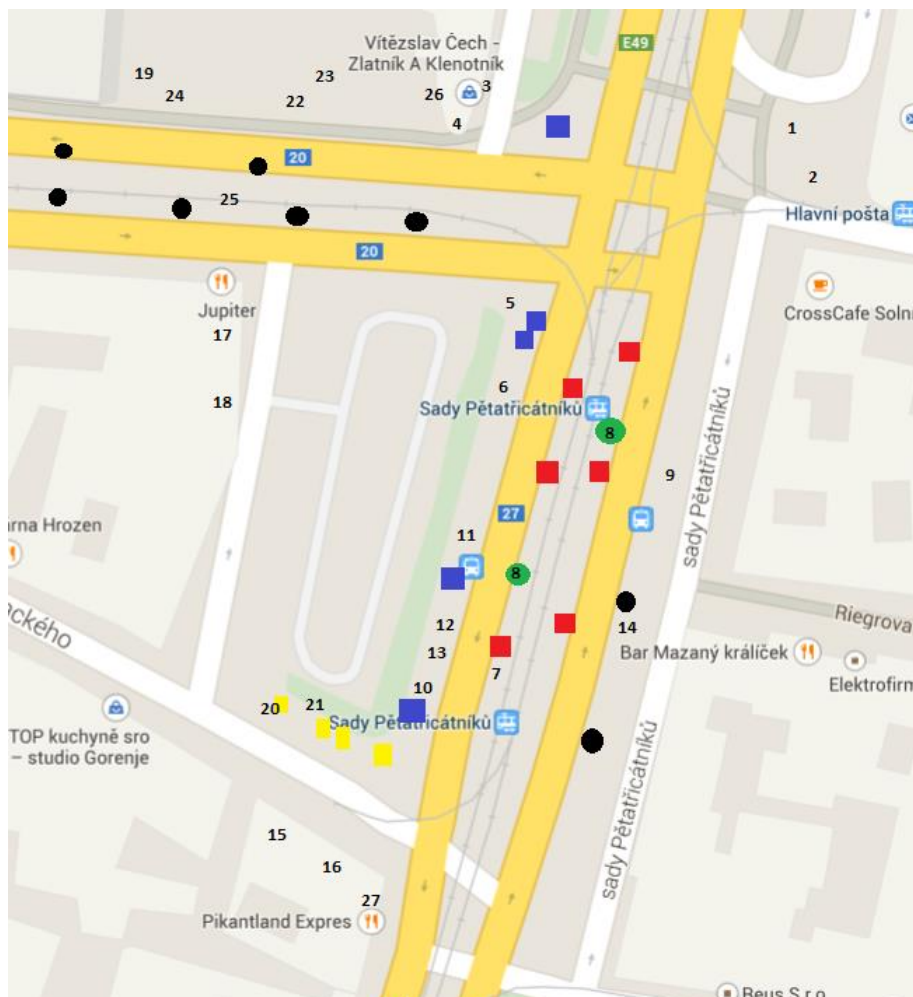 E49
Vítězslav Čech -
Zlatník A Klenotník
19
24
23
22
26
3
4
1
2
20
25
Hlavní pošta
20
Jupiter
17
18
5
6
CrossCafe Solní
Sady Pětatřicátníků
8
9
sady Pětatřicátníků
27
11
arna Hrozen
8
12
13
14
Riegrova
ackého
Bar Mazaný králíček
7
10
Elektrofirm
20
21
Sady Pětatřicátníků
TOP kuchyně sro
– studio Gorenje
sady Pětatřicátníků
15
16
27
Pikantland Expres
Beus S.r.o.